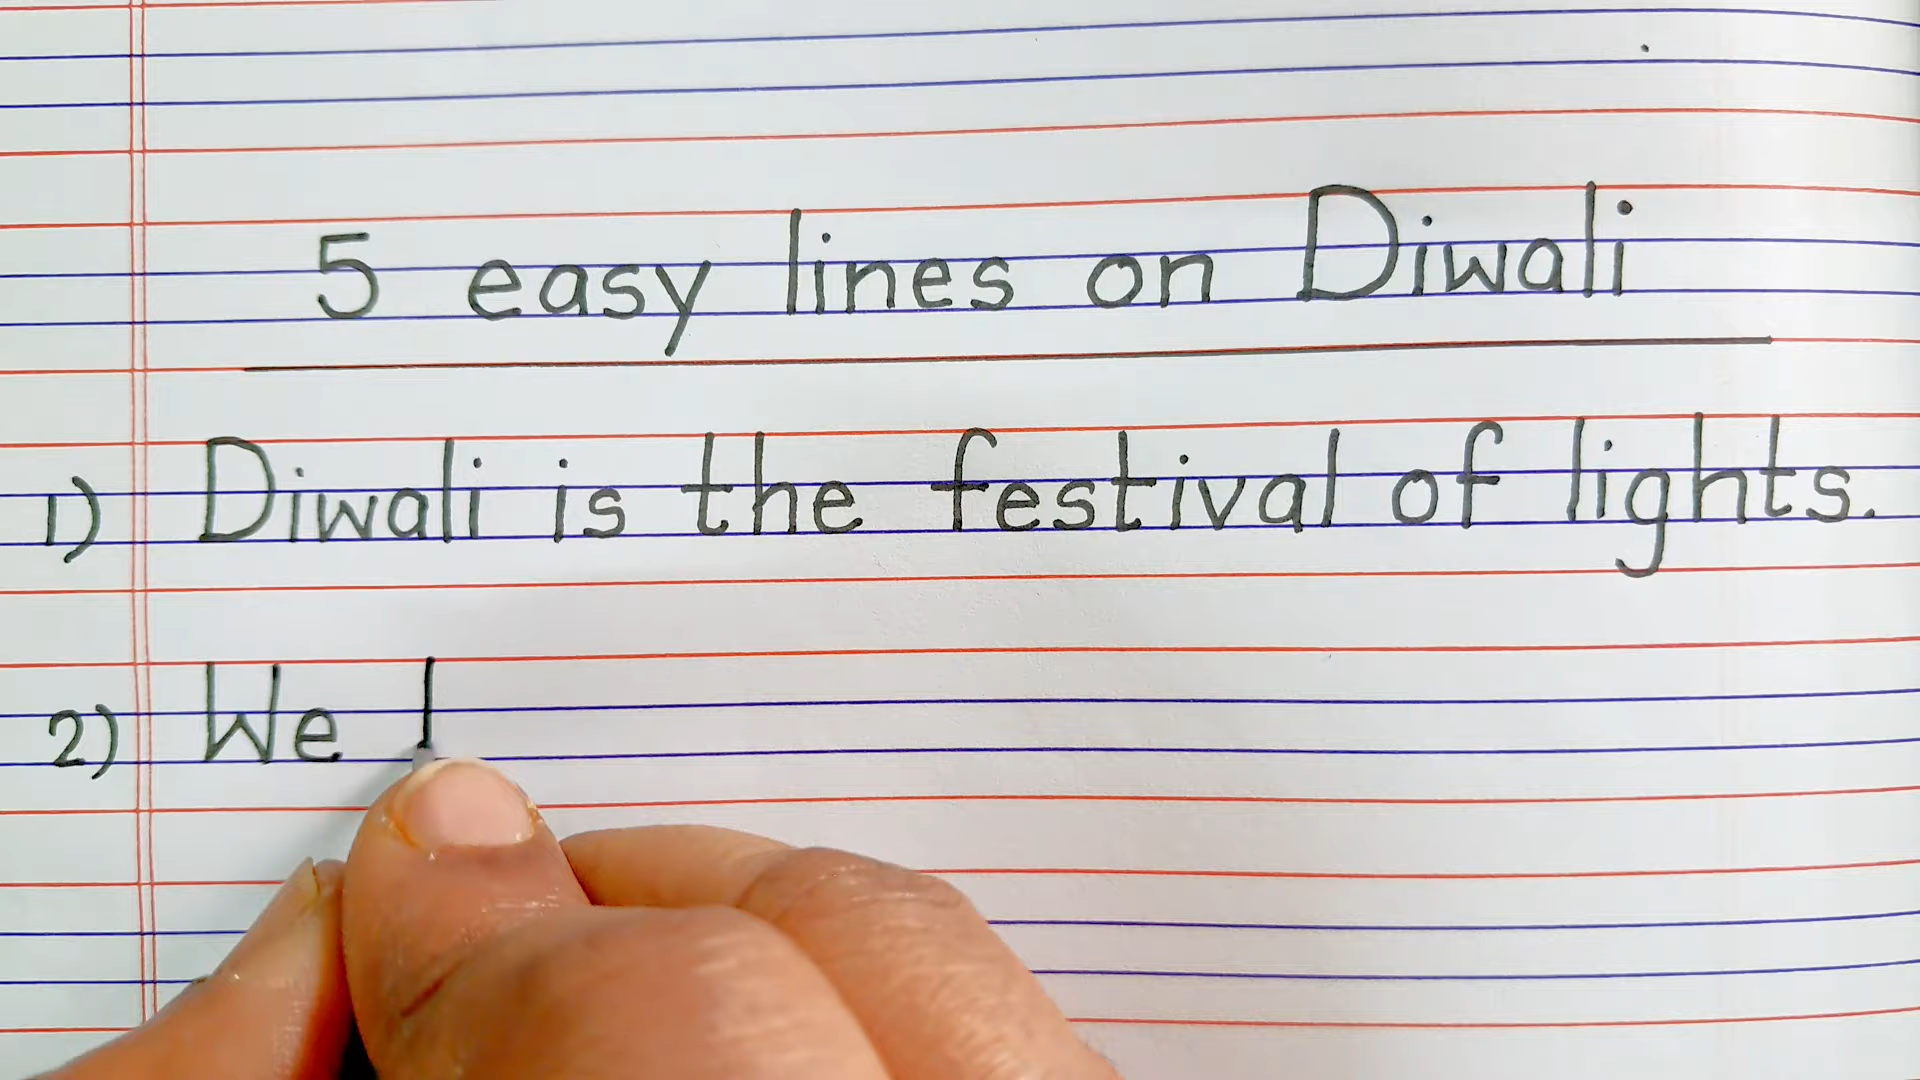 5 easy lines on Diwali
1) Diwali is the festival of lights.
2) We l